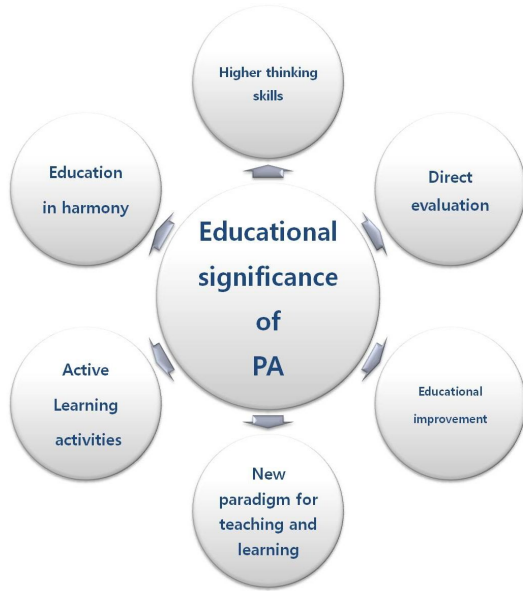 Higher thinking
skills
Education
in harmony
Direct
evaluation
Educational
significance
of
PA
Active
Learning
activities
Educational
improvement
New
paradigm for
teaching and
learning